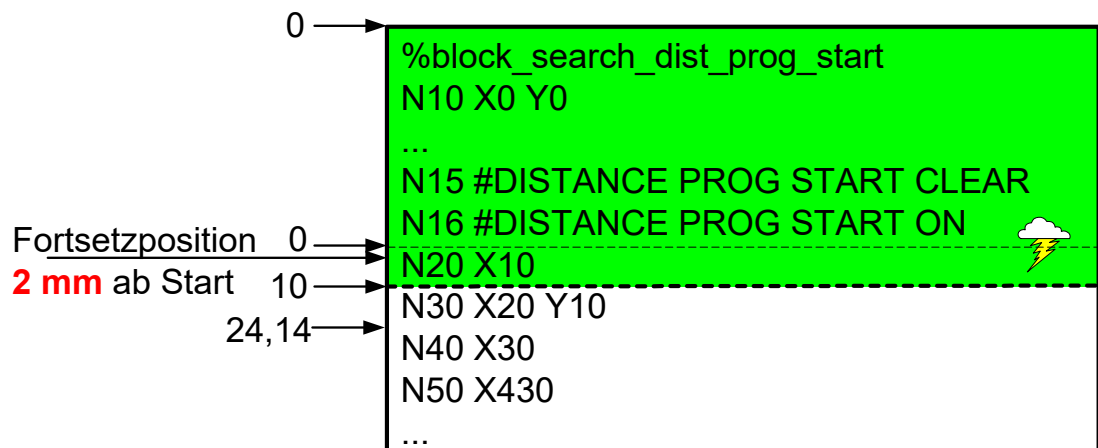 0
%block_search_dist_prog_start
N10 X0 Y0
...
N15 #DISTANCE PROG START CLEAR
N16 #DISTANCE PROG START ON
Fortsetzposition 0
2 mm ab Start 10
N20 X10
N30 X20 Y10
24,14
N40 X30
N50 X430
...